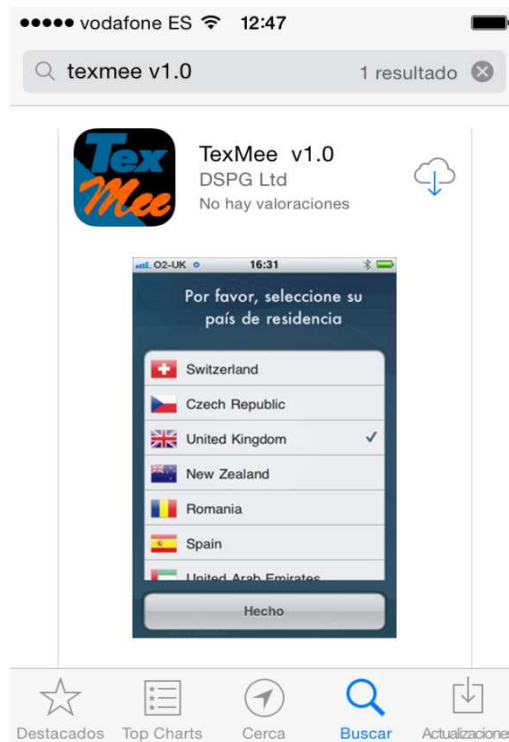 vodafone ES 12:47
texmee v1.0 1 resultado
Tex
Mee
TexMee v1.0
DSPG Ltd
No hay valoraciones
O2-UK 16:31
Por favor, seleccione su
país de residencia
Switzerland
Czech Republic
United Kingdom
New Zealand
Romania
Spain
United Arab Emirates
Hecho
Destacados Top Charts Cerca Buscar Actualizaciones